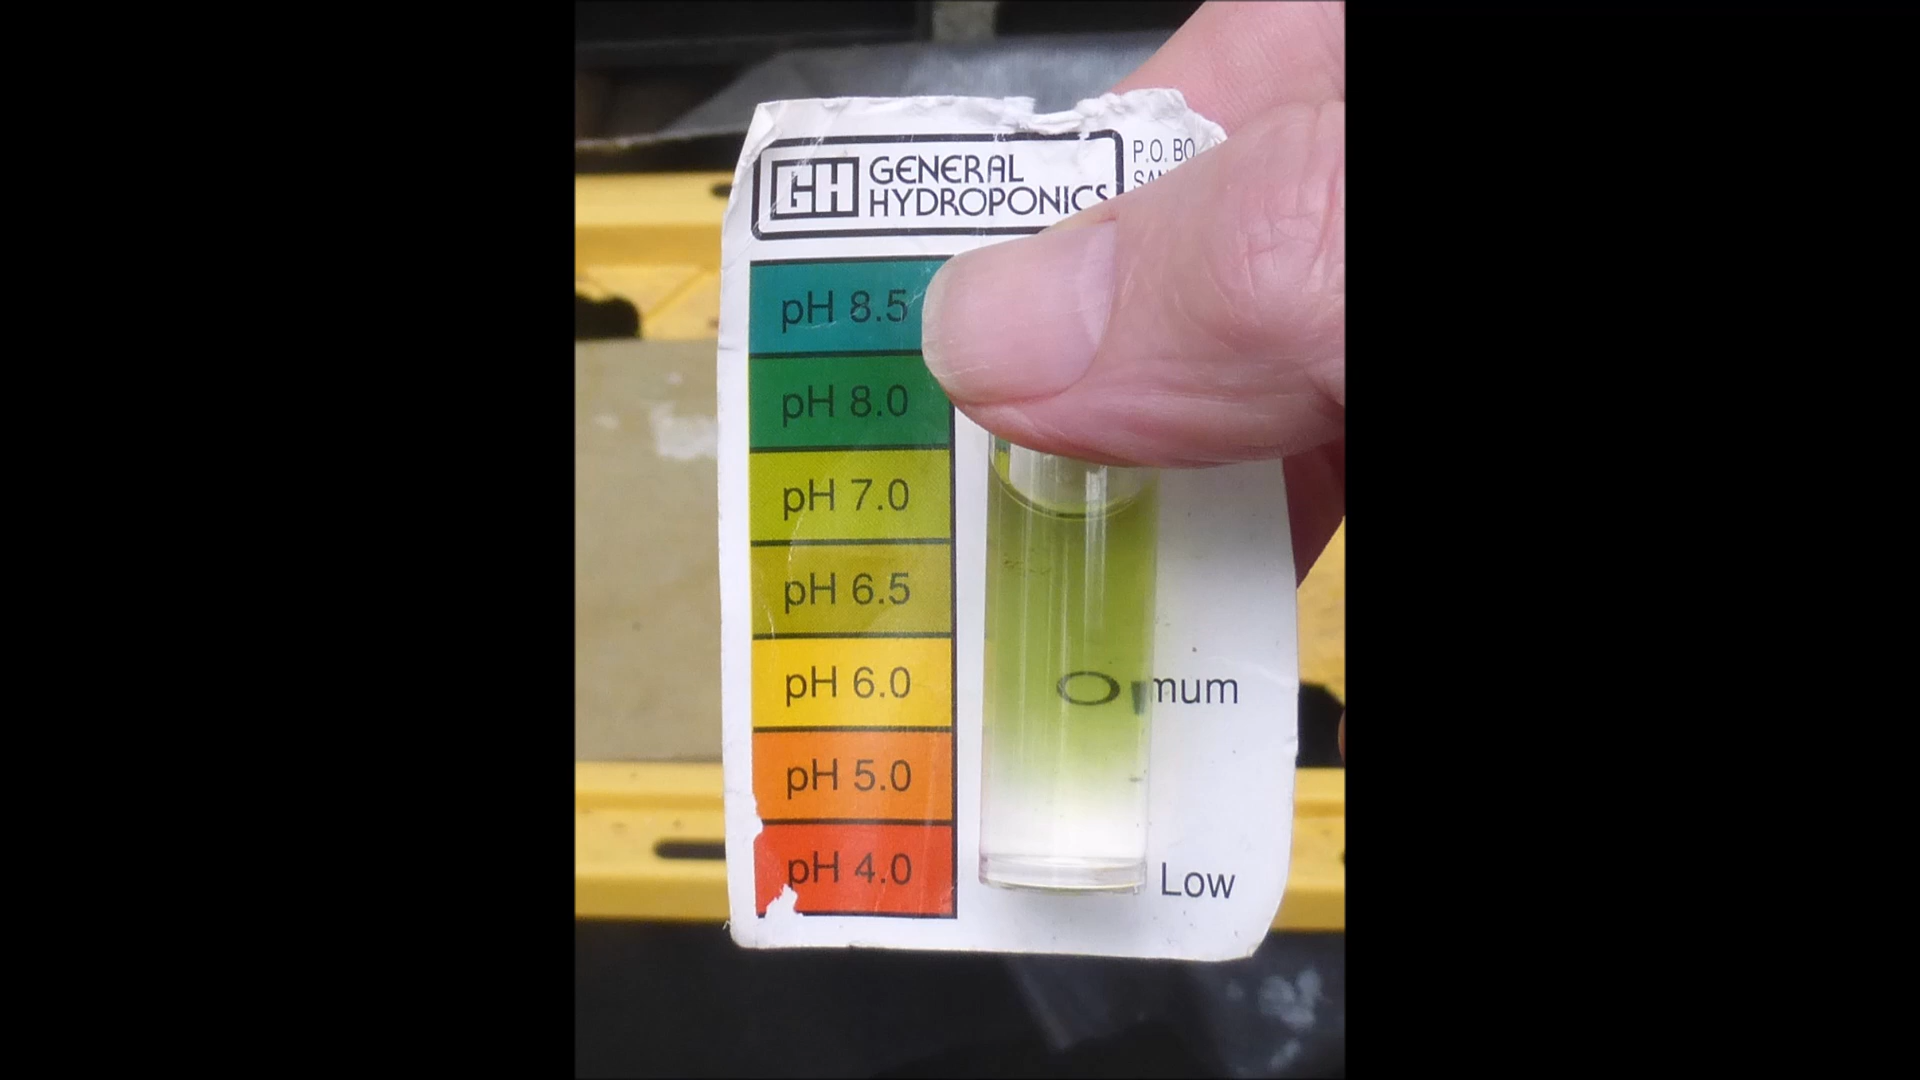 GH GENERAL
HYDROPONICS
P.O. BO
SAN
pH 8.5
pH 8.0
pH 7.0
pH 6.5
pH 6.0
mum
pH 5.0
pH 4.0
Low